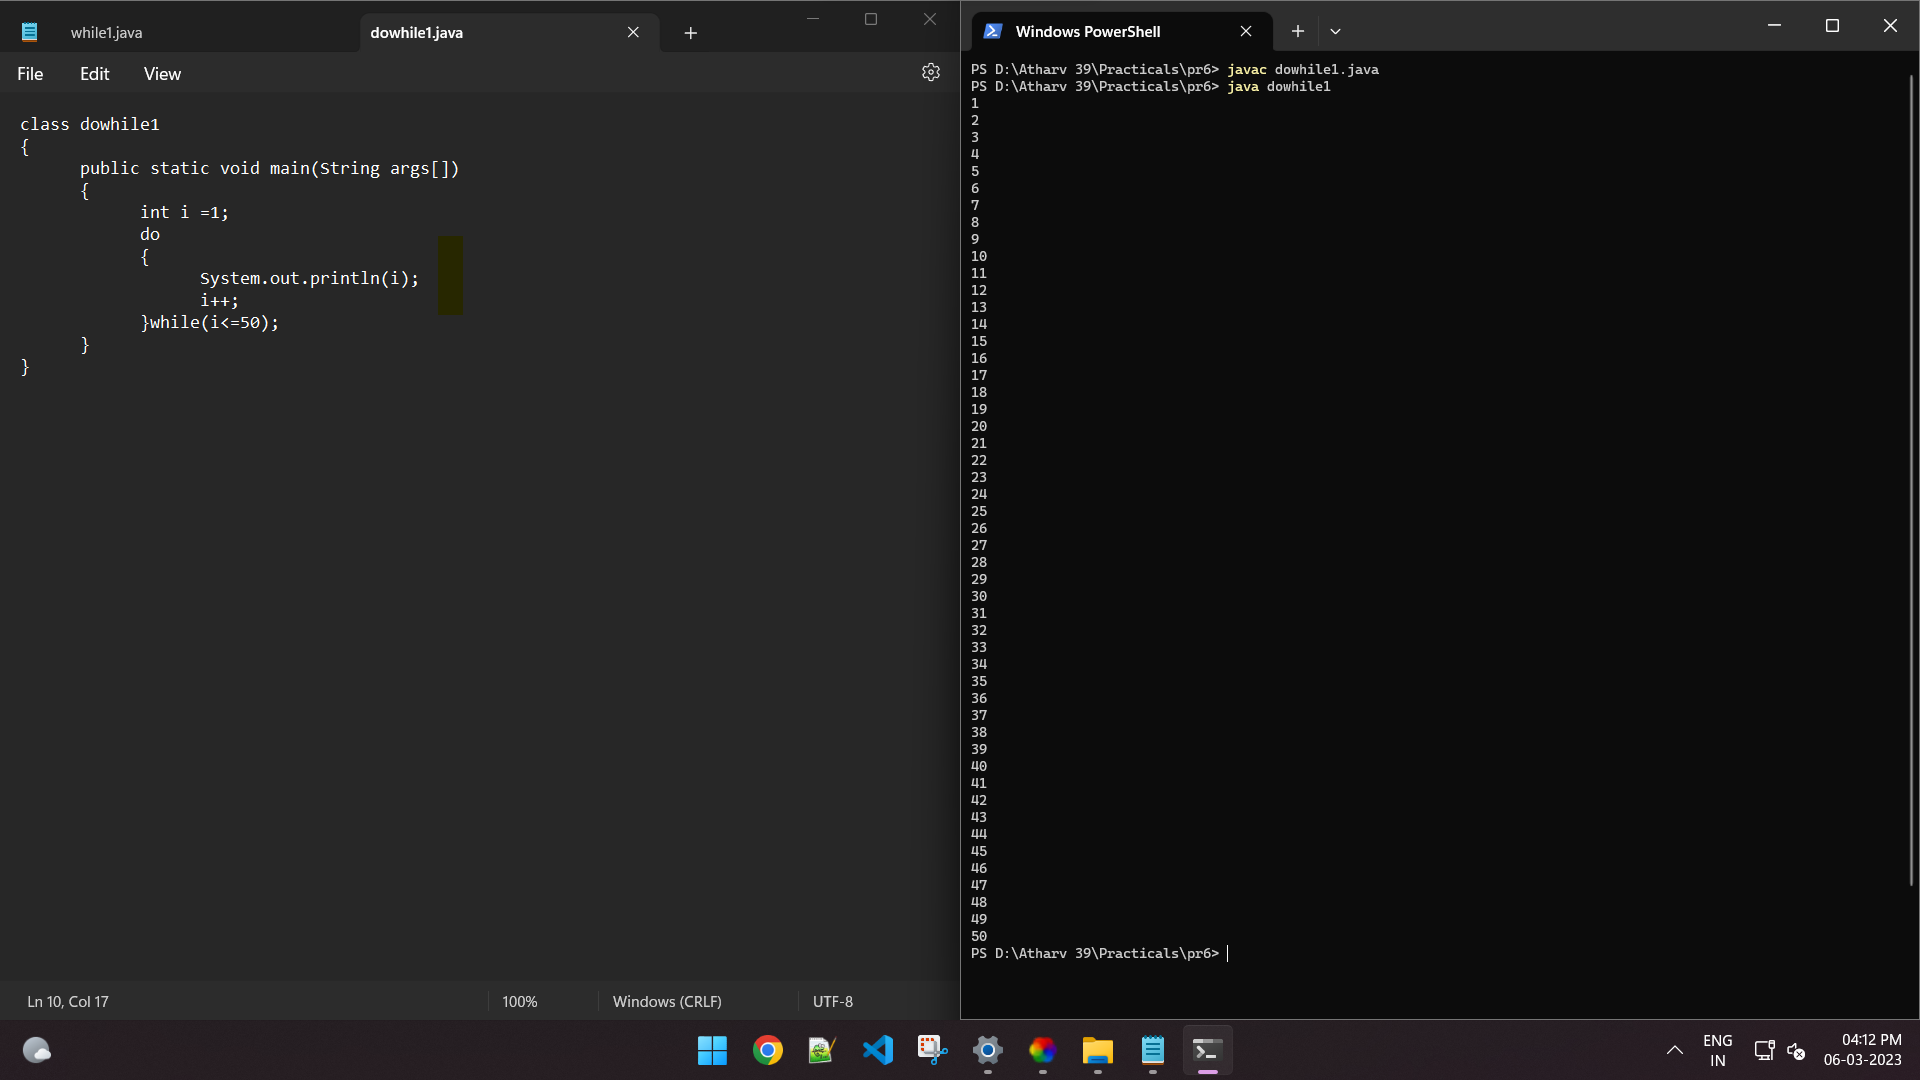 while1.java
dowhile1.java
File Edit View
class dowhile1
{
public static void main(String args[])
{
int i =1;
do
{
System.out.println(i);
i++;
}while(i<=50);
}
}
Ln 10, Col 17
100%
Windows (CRLF)
UTF-8
Windows PowerShell
PS D:\Atharv 39\Practicals\pr6> javac dowhile1.java
PS D:\Atharv 39\Practicals\pr6> java dowhile1
1
2
3
4
5
6
7
8
9
10
11
12
13
14
15
16
17
18
19
20
21
22
23
24
25
26
27
28
29
30
31
32
33
34
35
36
37
38
39
40
41
42
43
44
45
46
47
48
49
50
PS D:\Atharv 39\Practicals\pr6>
ENG
IN
04:12 PM
06-03-2023